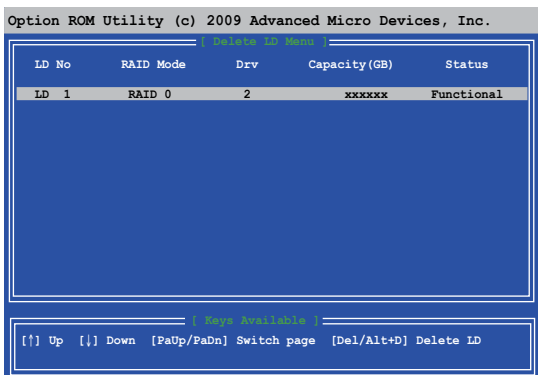 Option ROM Utility (c) 2009 Advanced Micro Devices, Inc.
[ Delete LD Menu ]
LD No RAID Mode Drv Capacity(GB) Status
LD 1 RAID 0 2 xxxxxx Functional
[ Keys Available ]
[↑] Up [↓] Down [PaUp/PaDn] Switch page [Del/Alt+D] Delete LD